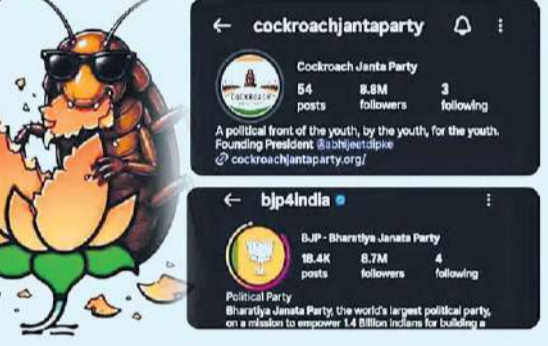 cockroachjantaparty
COCKROACH
Cockroach Janta Party
54 8.8M 3
posts followers following
A political front of the youth, by the youth, for the youth.
Founding President @abhijeetdipke
cockroachjantaparty.org/
bjp4india
BJP - Bharatiya Janata Party
18.4K 8.7M 4
posts followers following
Political Party
Bharatiya Janata Party, the world's largest political party,
on a mission to empower 1.4 Billion Indians for building a